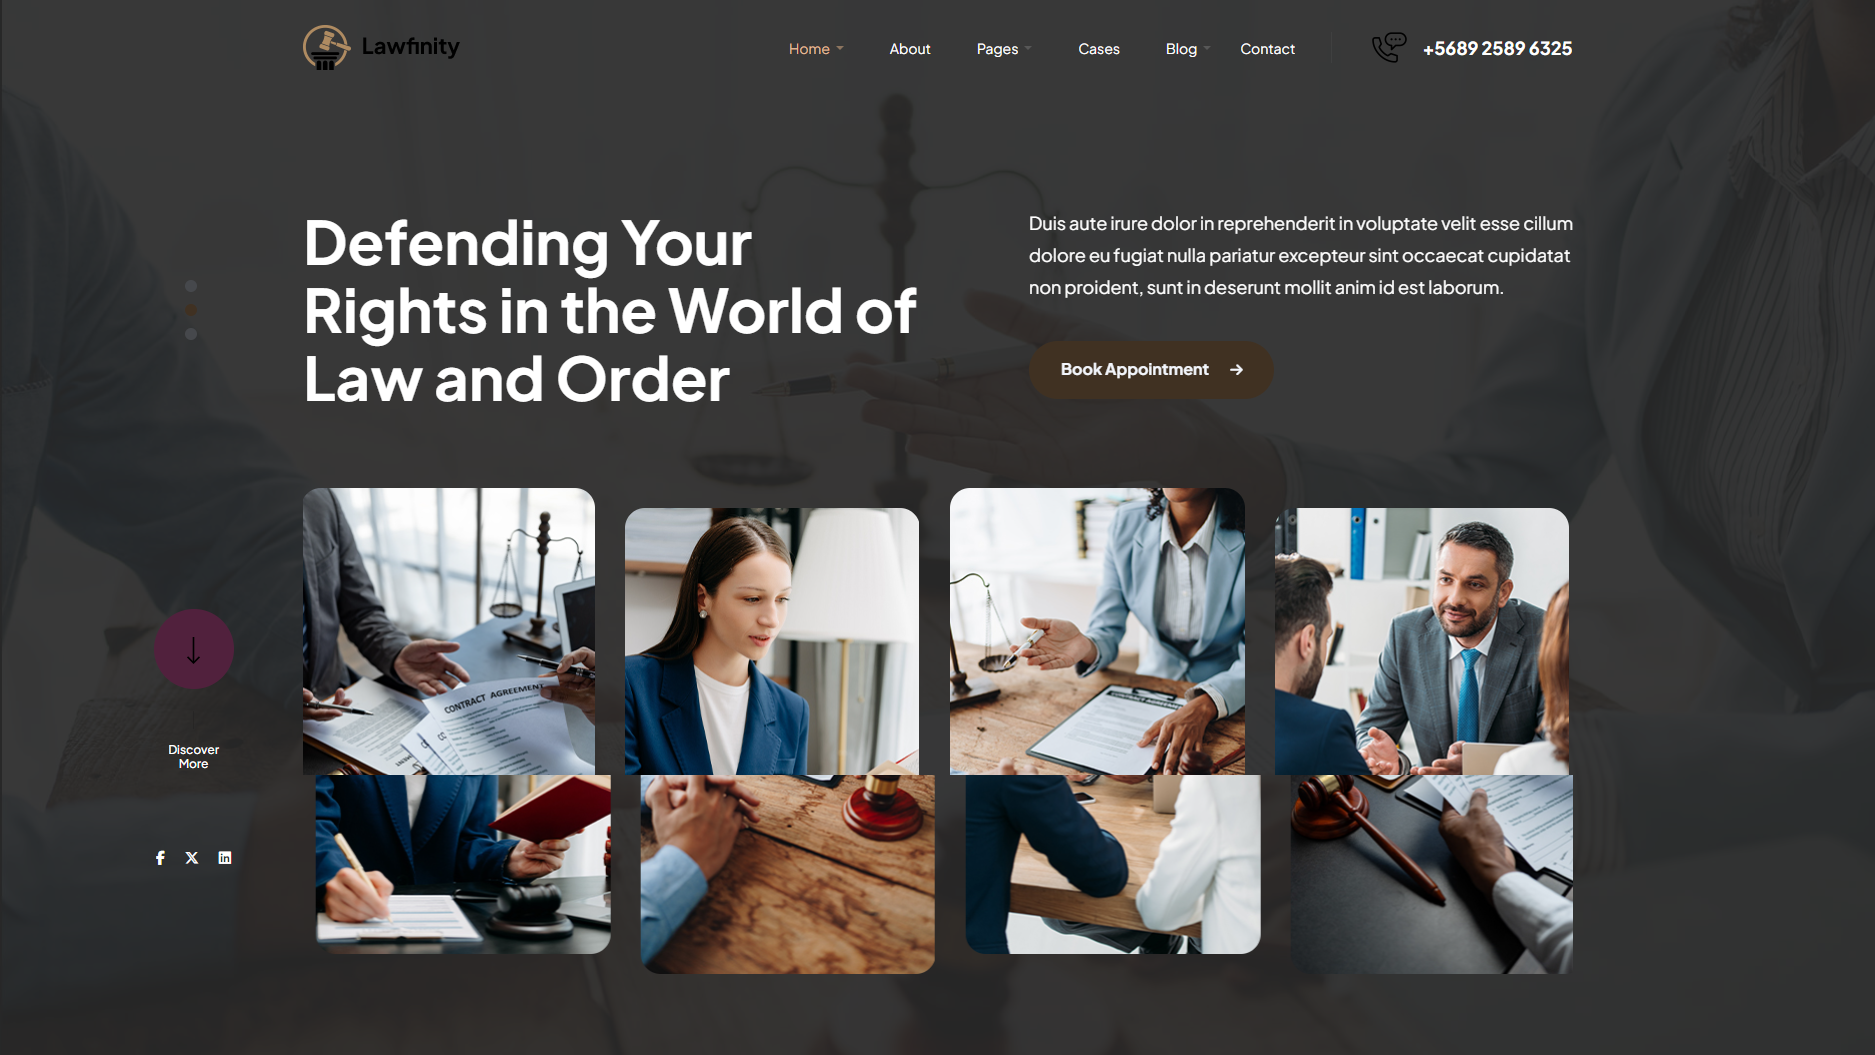 Lawfinity
Home
About
Pages
Cases
Blog
Contact
+5689 2589 6325
Defending Your
Rights in the World of
Law and Order
Duis aute irure dolor in reprehenderit in voluptate velit esse cillum
dolore eu fugiat nulla pariatur excepteur sint occaecat cupidatat
non proident, sunt in deserunt mollit anim id est laborum.
Book Appointment
CONTRACT AGREEMENT
Discover
More